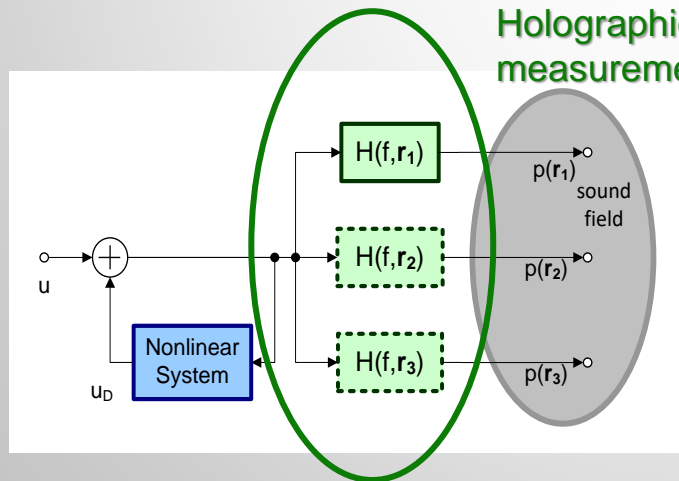 Holographic
measureme
H(f,r₁)
p(r₁)
sound
field
u
H(f,r₂)
p(r₂)
Nonlinear
System
u_D
H(f,r₃)
p(r₃)